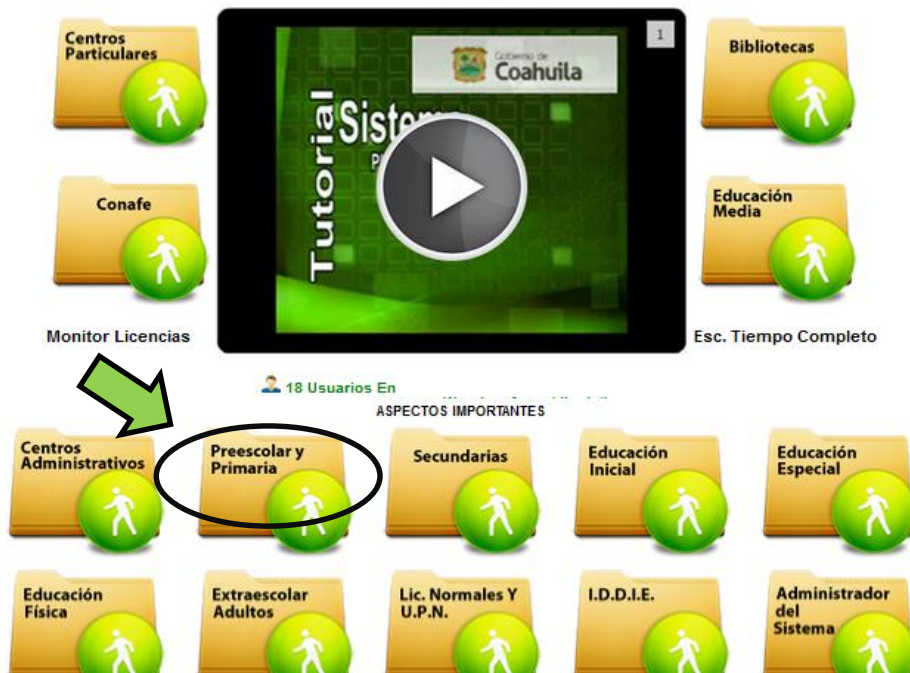 Centros
Particulares
1
Gobierno de
Coahuila
Tutorial
Bibliotecas
Conafe
Educación
Media
Monitor Licencias
Esc. Tiempo Completo
18 Usuarios En
ASPECTOS IMPORTANTES
Centros
Administrativos
Preescolar y
Primaria
Secundarias
Educación
Inicial
Educación
Especial
Educación
Física
Extraescolar
Adultos
Lic. Normales Y
U.P.N.
I.D.D.I.E.
Administrador
del
Sistema